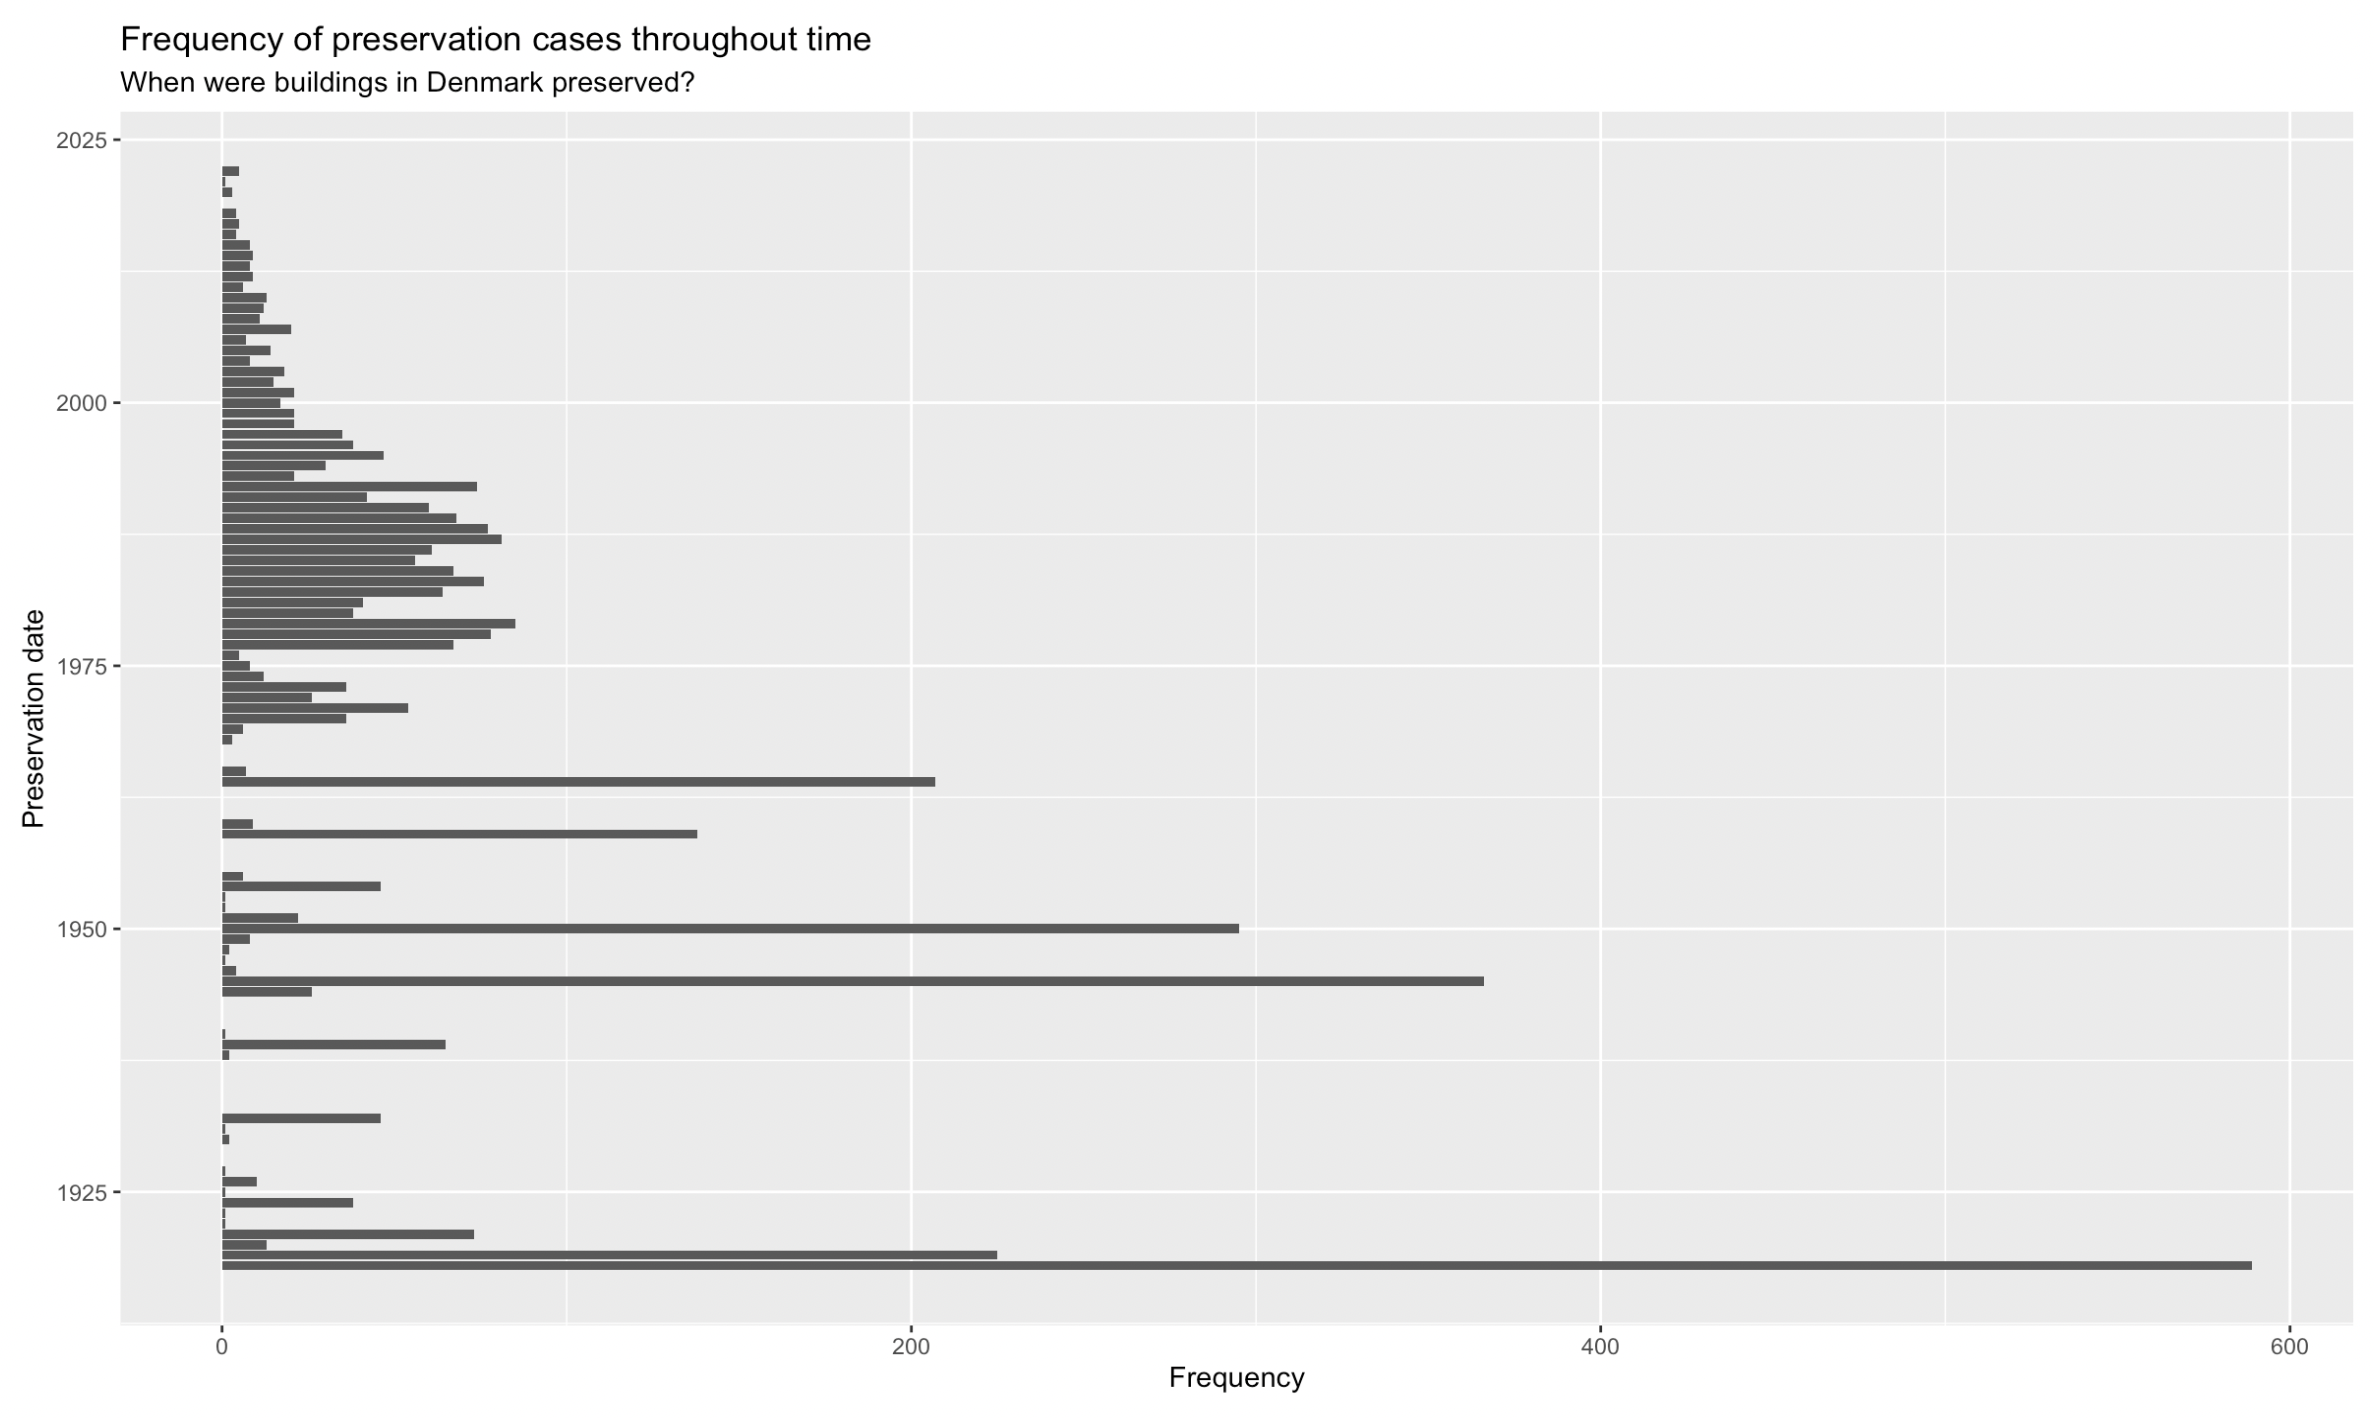 Frequency of preservation cases throughout time
When were buildings in Denmark preserved?
Preservation date
2025
2000
1975
1950
1925
0 200 400 600
Frequency